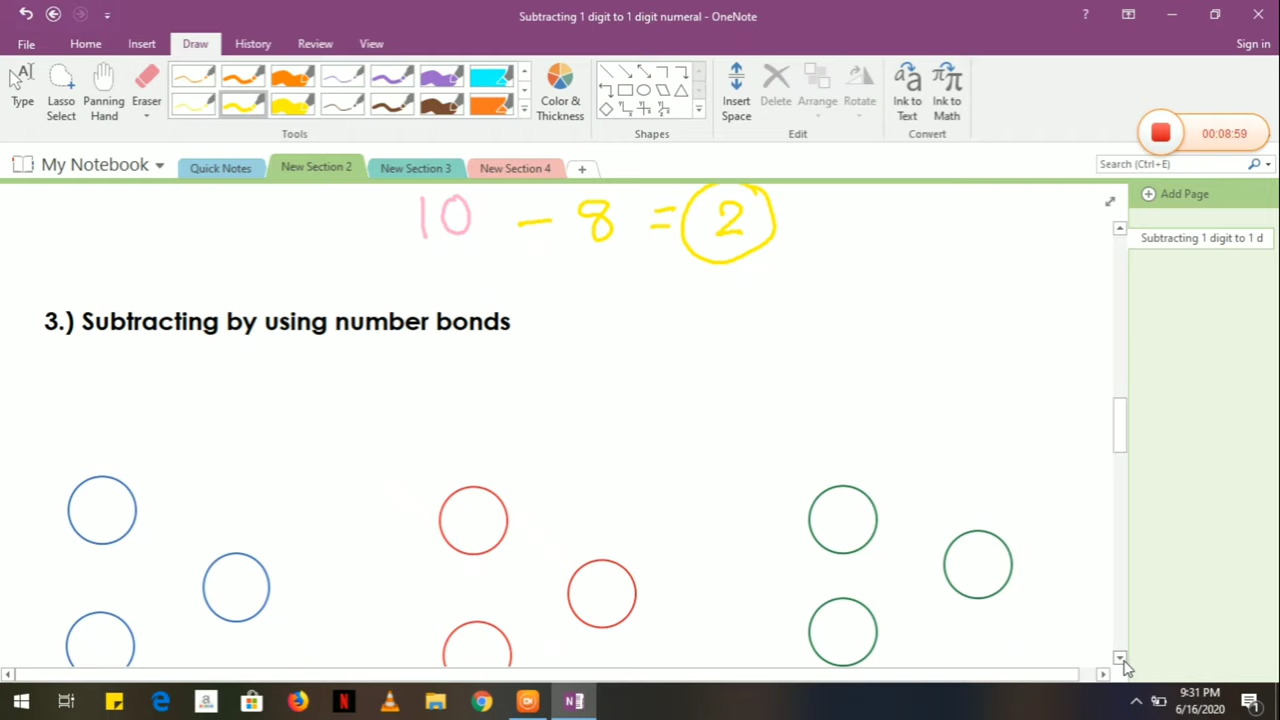 Subtracting 1 digit to 1 digit numeral - OneNote
?
File
Home
Insert
Draw
History
Review
View
Sign in
Type
Lasso Select
Panning Hand
Eraser
Color & Thickness
Insert Space
Delete
Arrange
Rotate
Ink to Text
Ink to Math
Tools
Shapes
Edit
Convert
00:08:59
My Notebook
Quick Notes
New Section 2
New Section 3
New Section 4
+
Search (Ctrl+E)
Add Page
Subtracting 1 digit to 1 d
10 - 8 = 2
3.) Subtracting by using number bonds
9:31 PM
6/16/2020